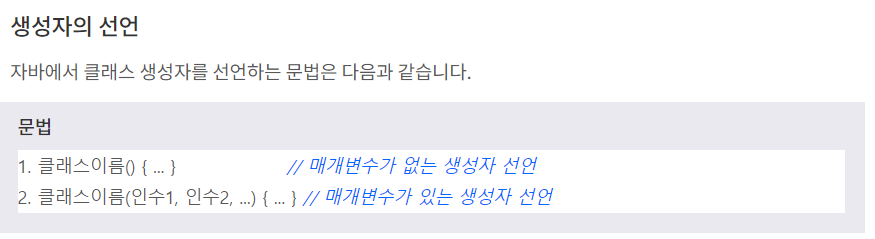 생성자의 선언
자바에서 클래스 생성자를 선언하는 문법은 다음과 같습니다.
문법
1. 클래스이름() { ... } // 매개변수가 없는 생성자 선언
2. 클래스이름(인수1, 인수2, ...) { ... } // 매개변수가 있는 생성자 선언